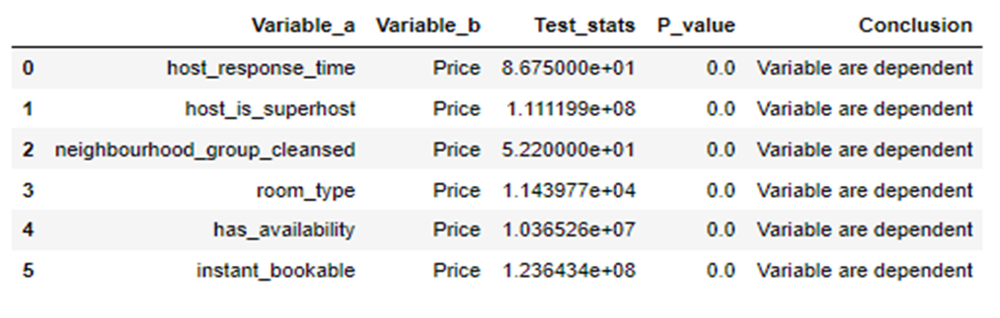 Variable_a Variable_b Test_stats P_value Conclusion
0 host_response_time Price 8.675000e+01 0.0 Variable are dependent
1 host_is_superhost Price 1.111199e+08 0.0 Variable are dependent
2 neighbourhood_group_cleansed Price 5.220000e+01 0.0 Variable are dependent
3 room_type Price 1.143977e+04 0.0 Variable are dependent
4 has_availability Price 1.036526e+07 0.0 Variable are dependent
5 instant_bookable Price 1.236434e+08 0.0 Variable are dependent